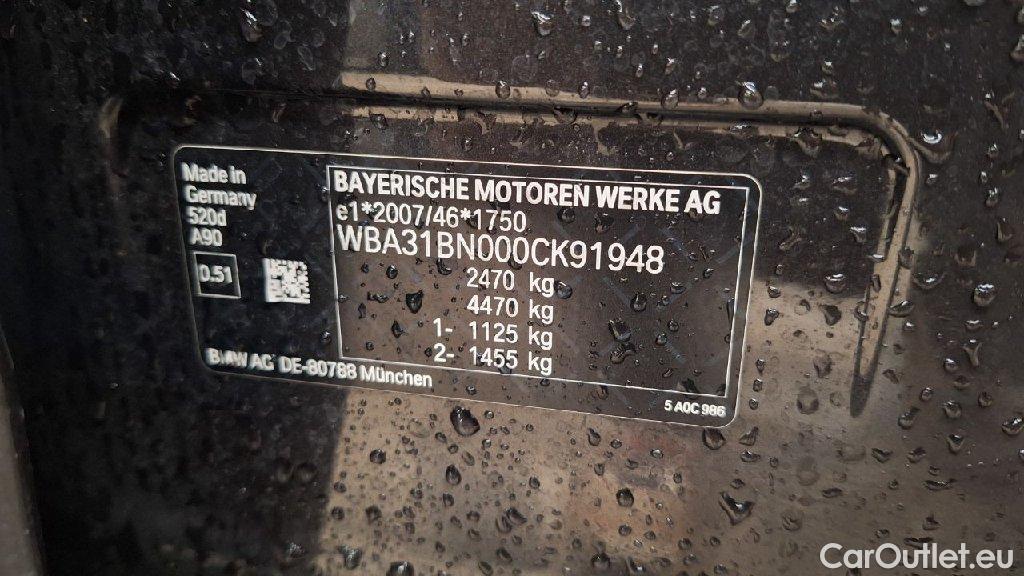 Made in
Germany
520d
A90
0.51
BAYERISCHE MOTOREN WERKE AG
e1*2007/46*1750
WBA31BN000CK91948
2470 kg
4470 kg
1- 1125 kg
2- 1455 kg
BMW AG DE-80788 München
5 A0C 986
CarOutlet.eu